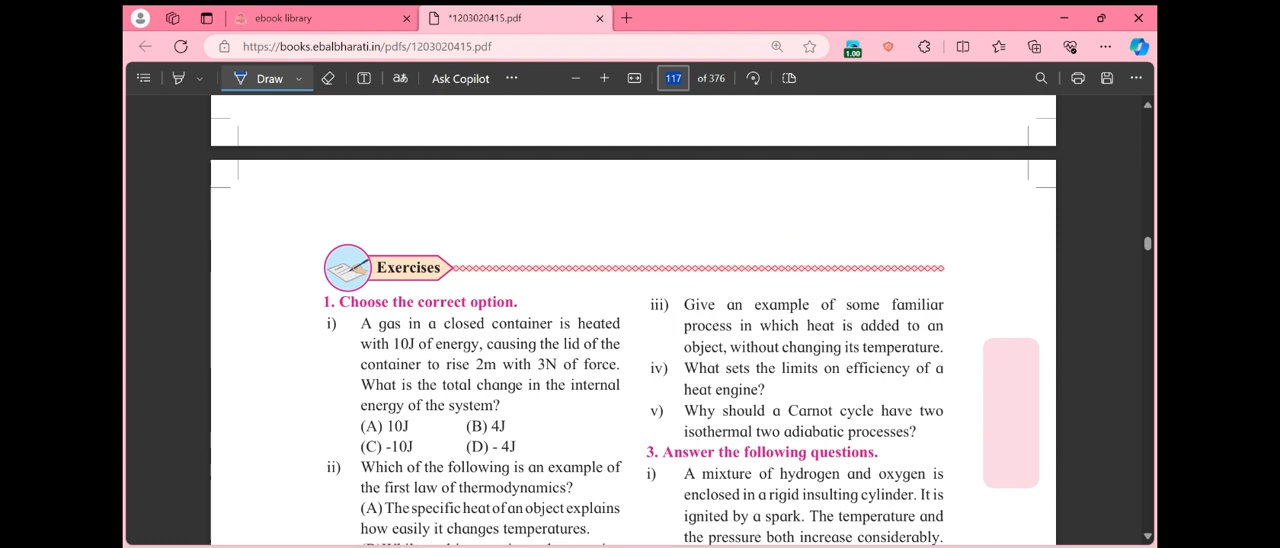 ebook library
*1203020415.pdf
https://books.ebalbharati.in/pdfs/1203020415.pdf
1.00
Draw
Ask Copilot
117 of 376
Exercises
1. Choose the correct option.
i) A gas in a closed container is heated
with 10J of energy, causing the lid of the
container to rise 2m with 3N of force.
What is the total change in the internal
energy of the system?
(A) 10J (B) 4J
(C) -10J (D) - 4J
ii) Which of the following is an example of
the first law of thermodynamics?
(A) The specific heat of an object explains
how easily it changes temperatures.
iii) Give an example of some familiar
process in which heat is added to an
object, without changing its temperature.
iv) What sets the limits on efficiency of a
heat engine?
v) Why should a Carnot cycle have two
isothermal two adiabatic processes?
3. Answer the following questions.
i) A mixture of hydrogen and oxygen is
enclosed in a rigid insulting cylinder. It is
ignited by a spark. The temperature and
the pressure both increase considerably.